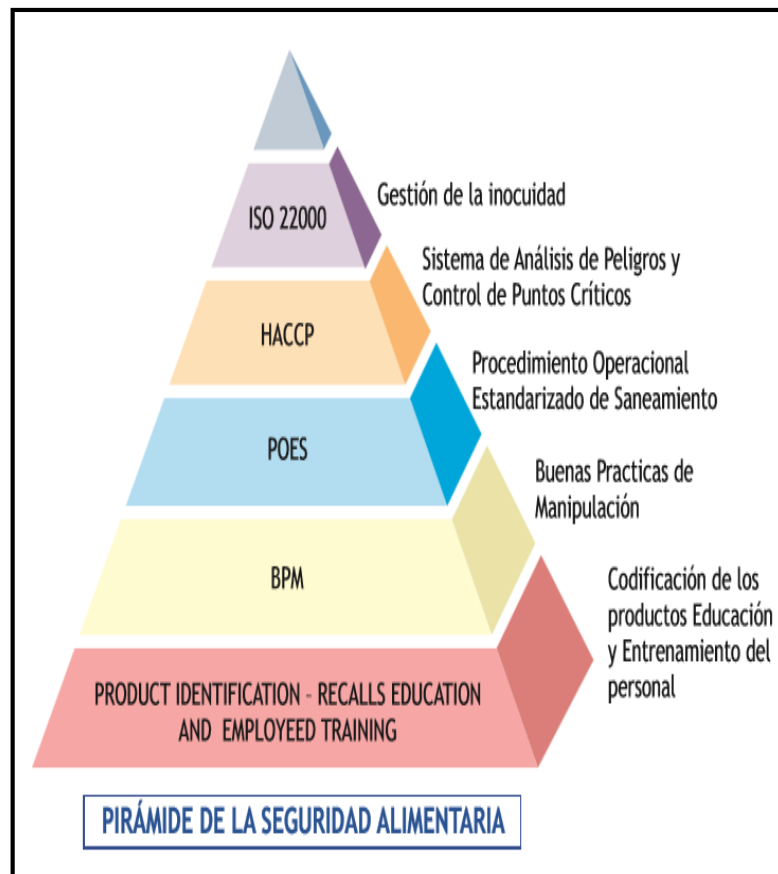 ISO 22000
Gestión de la inocuidad
HACCP
Sistema de Análisis de Peligros y
Control de Puntos Críticos
POES
Procedimiento Operacional
Estandarizado de Saneamiento
BPM
Buenas Practicas de
Manipulación
PRODUCT IDENTIFICATION - RECALLS EDUCATION
AND EMPLOYEED TRAINING
Codificación de los
productos Educación
y Entrenamiento del
personal
PIRÁMIDE DE LA SEGURIDAD ALIMENTARIA